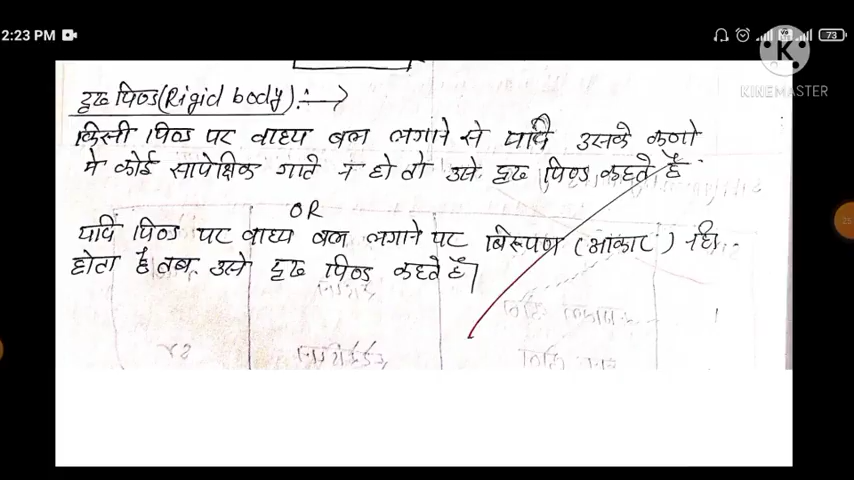 2:23 PM
73
K
KINEMASTER
दृढ पिण्ड (Rigid body) :—>
किसी पिण्ड पर वाह्य बल लगाने से यदि उसके कणो
मे कोई सापेक्षिक गति न हो तो उसे दृढ पिण्ड कहते है
OR
यदि पिण्ड पर वाह्य बल लगाने पर बिरूपण (आकार) नही
होता है तब उसे दृढ पिण्ड कहते है।